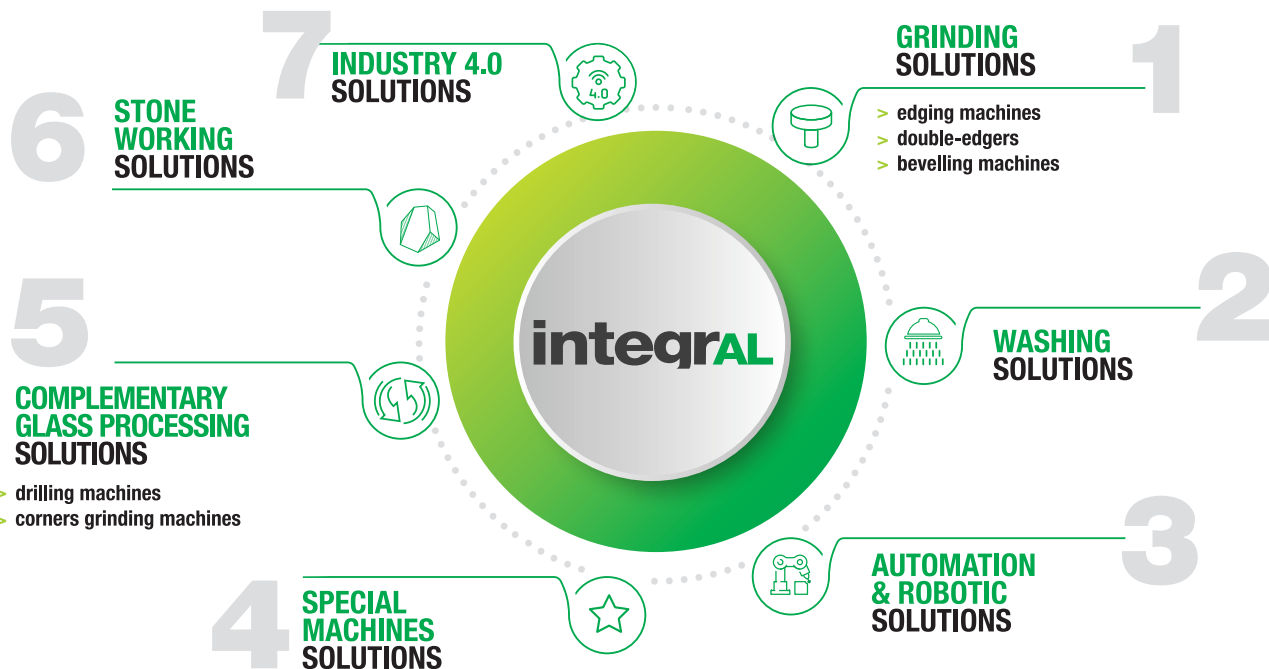 1
GRINDING
SOLUTIONS
> edging machines
> double-edgers
> bevelling machines
2
WASHING
SOLUTIONS
3
AUTOMATION
& ROBOTIC
SOLUTIONS
4
SPECIAL
MACHINES
SOLUTIONS
5
COMPLEMENTARY
GLASS PROCESSING
SOLUTIONS
> drilling machines
> corners grinding machines
6
STONE
WORKING
SOLUTIONS
7
INDUSTRY 4.0
SOLUTIONS
4.0
integrAL